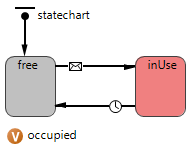 statechart
free
inUse
V occupied